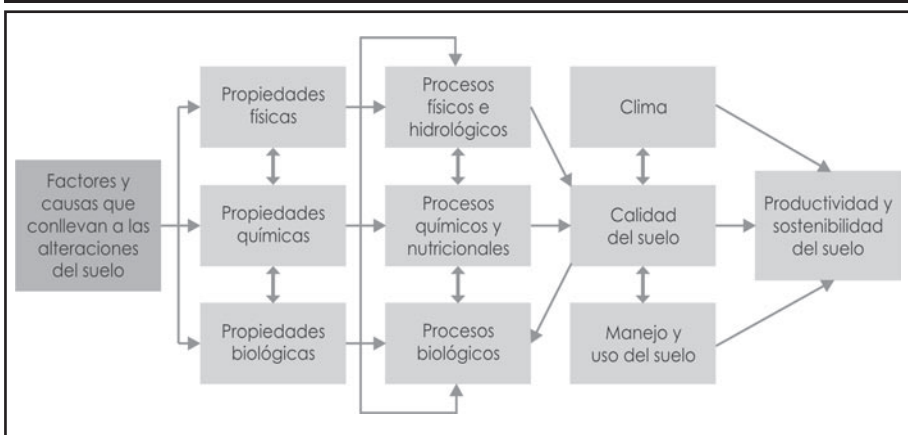 Factores y
causas que
conllevan a las
alteraciones
del suelo
Propiedades
físicas
Propiedades
químicas
Propiedades
biológicas
Procesos
físicos e
hidrológicos
Procesos
químicos y
nutricionales
Procesos
biológicos
Clima
Calidad
del suelo
Manejo y
uso del suelo
Productividad y
sostenibilidad
del suelo